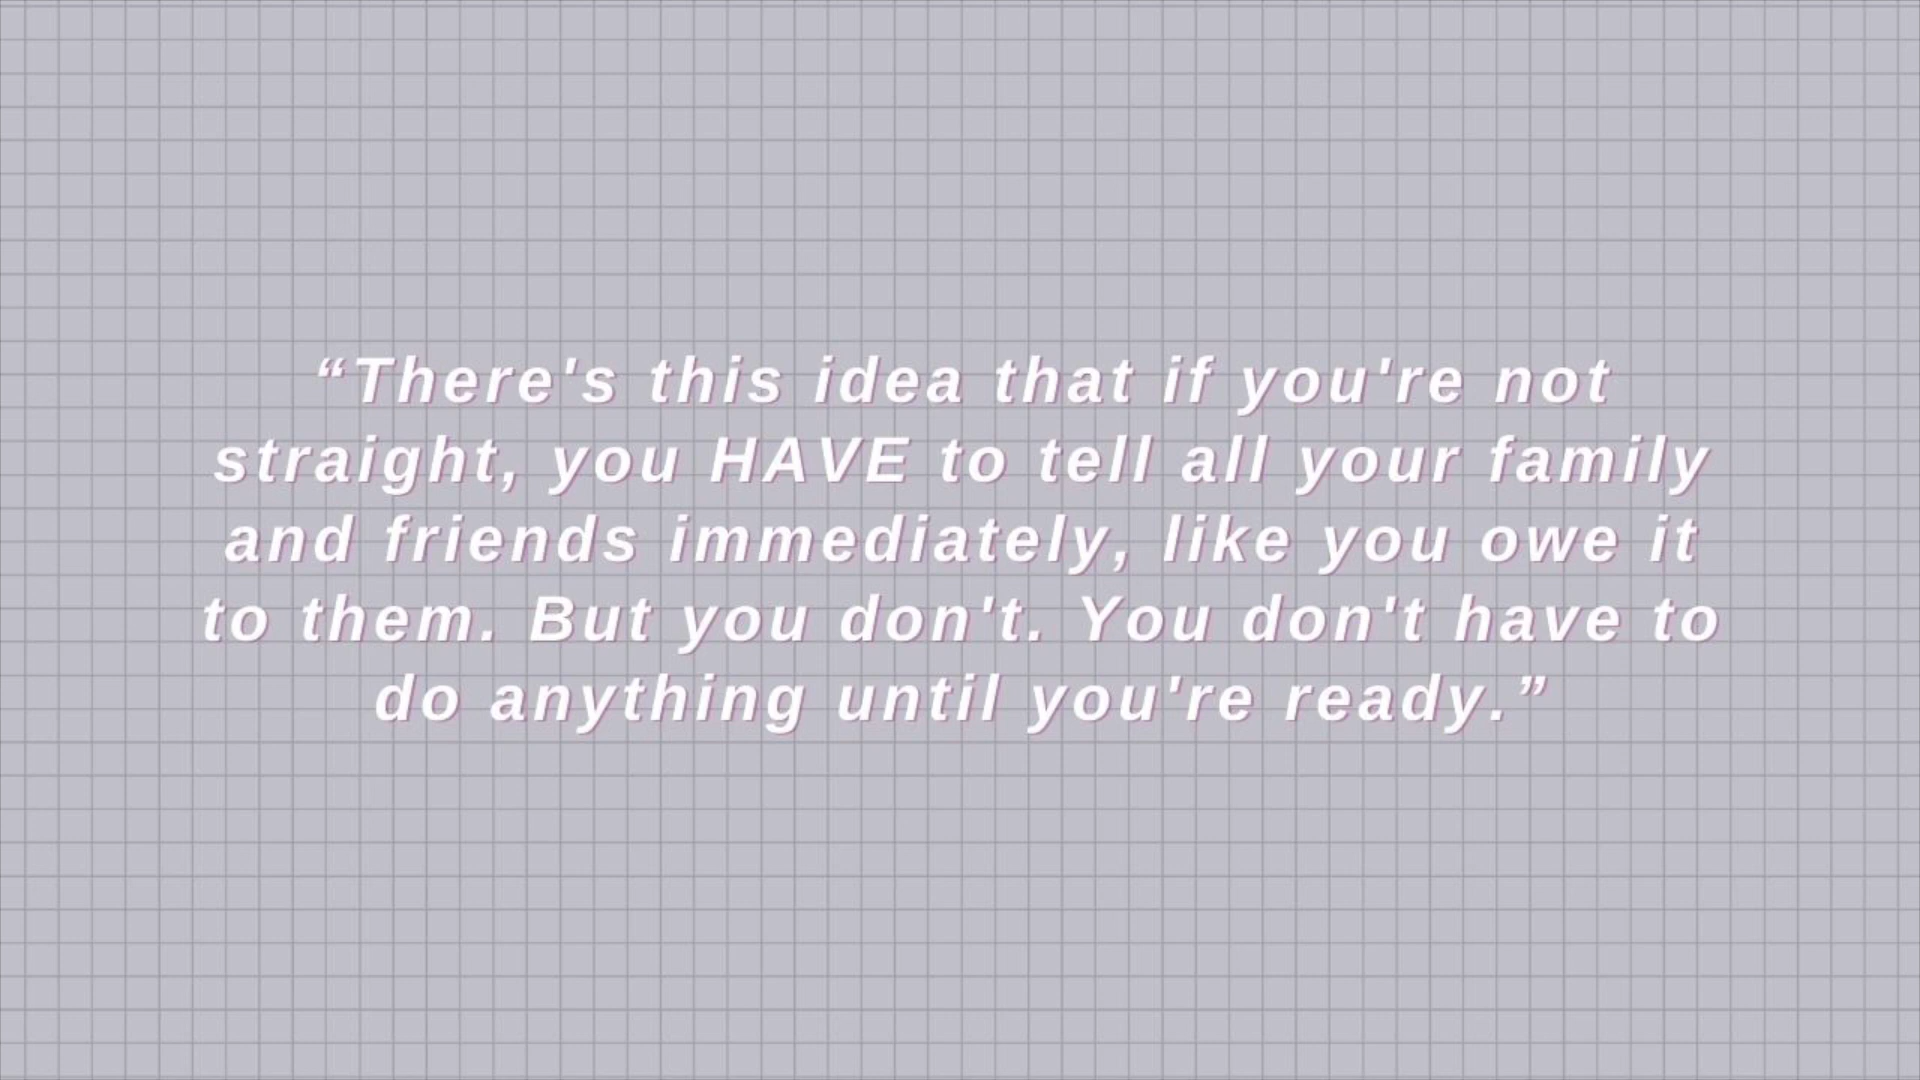 “There's this idea that if you're not
straight, you HAVE to tell all your family
and friends immediately, like you owe it
to them. But you don't. You don't have to
do anything until you're ready.”